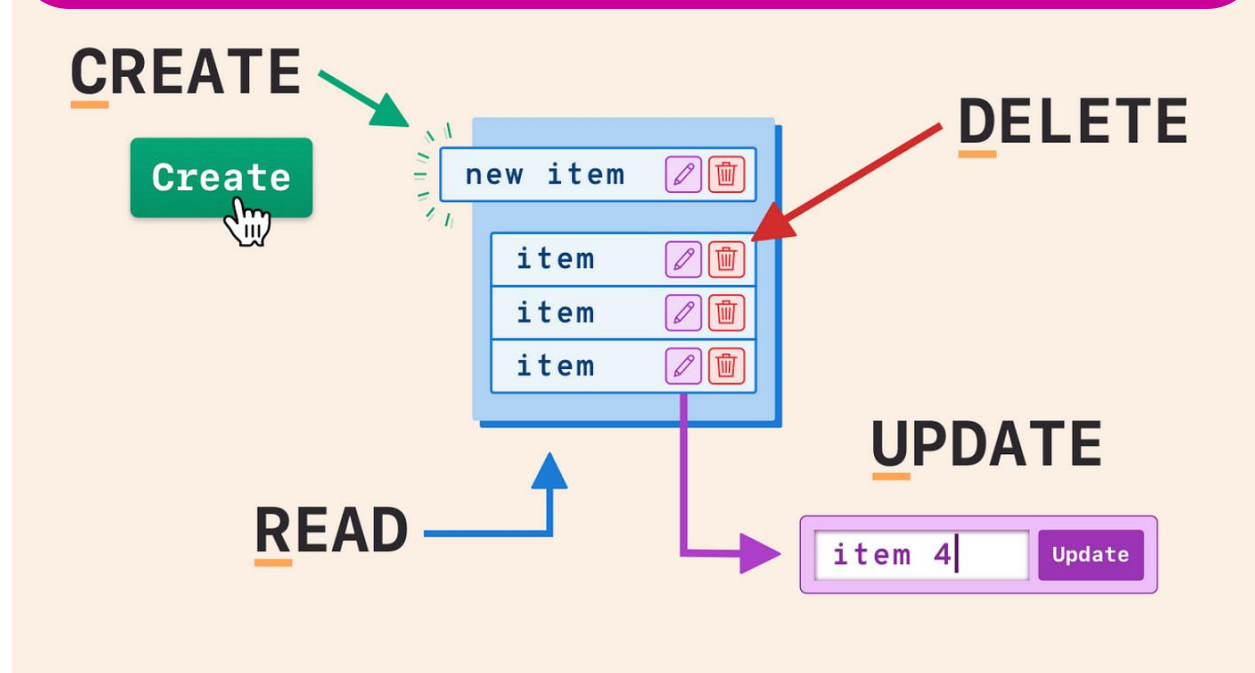 CREATE
Create
DELETE
new item
item
item
item
UPDATE
READ
item 4
Update